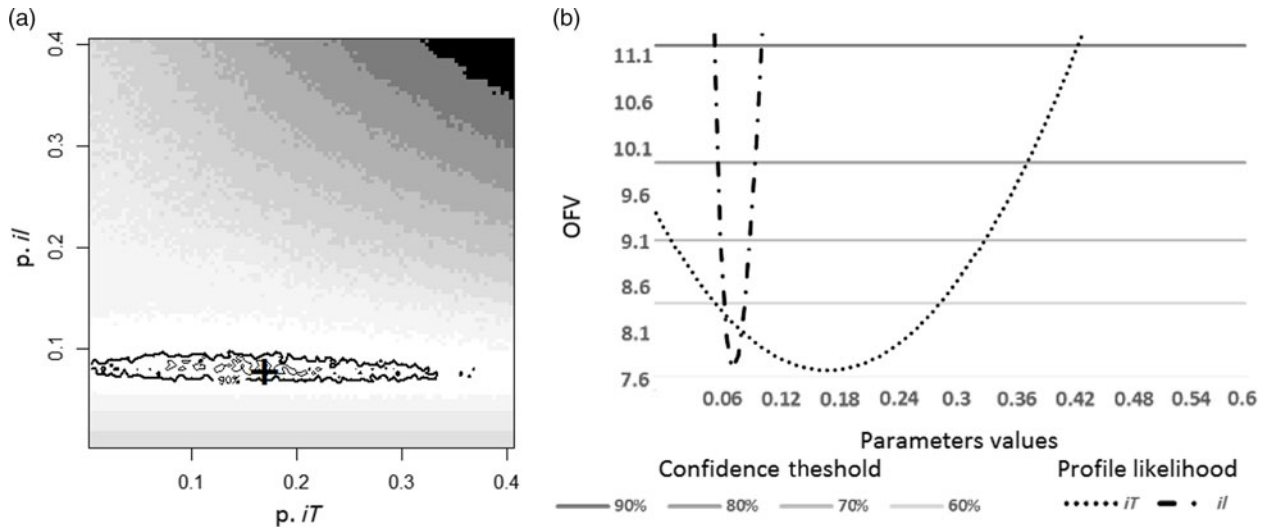 (a)
0.4
0.3
0.2
0.1
p. il
90%
0.1 0.2 0.3 0.4
p. iT
(b)
11.1
10.6
10.1
9.6
9.1
8.6
8.1
7.6
OFV
0.06 0.12 0.18 0.24 0.3 0.36 0.42 0.48 0.54 0.6
Parameters values
Confidence theshold
90% 80% 70% 60%
Profile likelihood
iT il